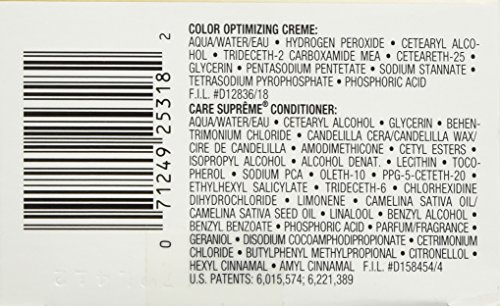 COLOR OPTIMIZING CREME:
AQUA/WATER/EAU • HYDROGEN PEROXIDE • CETEARYL ALCO-
HOL • TRIDECETH-2 CARBOXAMIDE MEA • CETEARETH-25 •
GLYCERIN • PENTASODIUM PENTETATE • SODIUM STANNATE •
TETRASODIUM PYROPHOSPHATE • PHOSPHORIC ACID
F.I.L. #D12836/18
CARE SUPRÊME® CONDITIONER:
AQUA/WATER/EAU • CETEARYL ALCOHOL • GLYCERIN • BEHEN-
TRIMONIUM CHLORIDE • CANDELILLA CERA/CANDELILLA WAX/
CIRE DE CANDELILLA • AMODIMETHICONE • CETYL ESTERS •
ISOPROPYL ALCOHOL • ALCOHOL DENAT. • LECITHIN • TOCO-
PHEROL • SODIUM PCA • OLETH-10 • PPG-5-CETETH-20 •
ETHYLHEXYL SALICYLATE • TRIDECETH-6 • CHLORHEXIDINE
DIHYDROCHLORIDE • LIMONENE • CAMELINA SATIVA OIL/
CAMELINA SATIVA SEED OIL • LINALOOL • BENZYL ALCOHOL •
BENZYL BENZOATE • PHOSPHORIC ACID • PARFUM/FRAGRANCE •
GERANIOL • DISODIUM COCOAMPHODIPROPIONATE • CETRIMONIUM
CHLORIDE • BUTYLPHENYL METHYLPROPIONAL • CITRONELLOL •
HEXYL CINNAMAL • AMYL CINNAMAL F.I.L. #D158454/4
U.S. PATENTS: 6,015,574; 6,221,389
0 71249 25318 2